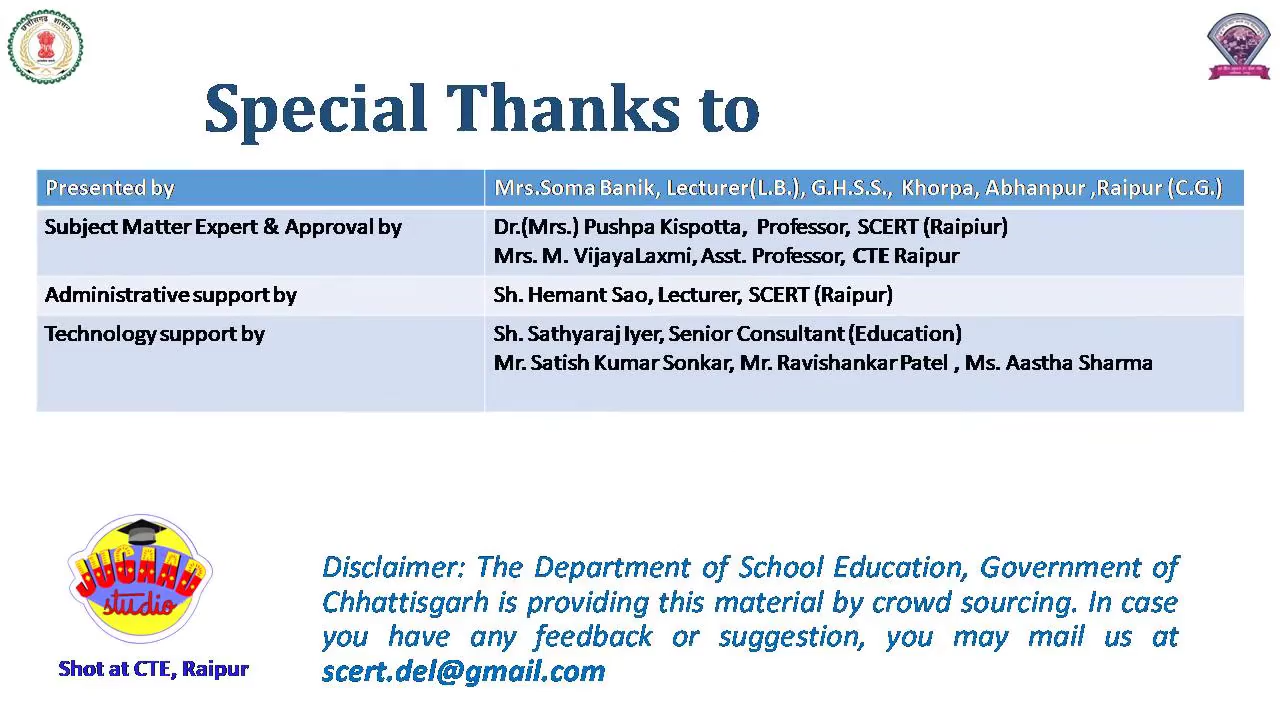 छत्तीसगढ़ शासन
Special Thanks to
Presented by Mrs.Soma Banik, Lecturer(L.B.), G.H.S.S., Khorpa, Abhanpur ,Raipur (C.G.)
Subject Matter Expert & Approval by Dr.(Mrs.) Pushpa Kispotta, Professor, SCERT (Raipiur)
Mrs. M. VijayaLaxmi, Asst. Professor, CTE Raipur
Administrative support by Sh. Hemant Sao, Lecturer, SCERT (Raipur)
Technology support by Sh. Sathyaraj Iyer, Senior Consultant (Education)
Mr. Satish Kumar Sonkar, Mr. Ravishankar Patel , Ms. Aastha Sharma
JUGAAD
studio
Shot at CTE, Raipur
Disclaimer: The Department of School Education, Government of
Chhattisgarh is providing this material by crowd sourcing. In case
you have any feedback or suggestion, you may mail us at
scert.del@gmail.com